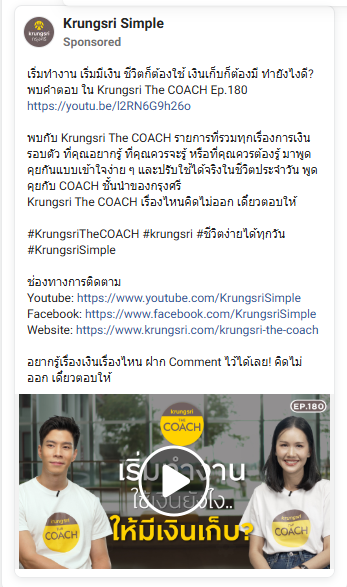 Krungsri Simple
Sponsored
krungsri
กรุงศรี
เริ่มทำงาน เริ่มมีเงิน ชีวิตก็ต้องใช้ เงินเก็บก็ต้องมี ทำยังไงดี?
พบคำตอบ ใน Krungsri The COACH Ep.180
https://youtu.be/l2RN6G9h26o
พบกับ Krungsri The COACH รายการที่รวมทุกเรื่องการเงิน
รอบตัว ที่คุณอยากรู้ ที่คุณควรจะรู้ หรือที่คุณควรต้องรู้ มาพูด
คุยกันแบบเข้าใจง่าย ๆ และปรับใช้ได้จริงในชีวิตประจำวัน พูด
คุยกับ COACH ชั้นนำของกรุงศรี
Krungsri The COACH เรื่องไหนคิดไม่ออก เดี๋ยวตอบให้
#KrungsriTheCOACH #krungsri #ชีวิตง่ายได้ทุกวัน
#KrungsriSimple
ช่องทางการติดตาม
Youtube: https://www.youtube.com/KrungsriSimple
Facebook: https://www.facebook.com/KrungsriSimple
Website: https://www.krungsri.com/krungsri-the-coach
อยากรู้เรื่องเงินเรื่องไหน ฝาก Comment ไว้ได้เลย! คิดไม่
ออก เดี๋ยวตอบให้
EP.180
krungsri
THE
COACH
เริ่มทำงาน
ใช้เงินยังไง..
ให้มีเงินเก็บ?
krungsri
THE
COACH
krungsri
THE
COACH